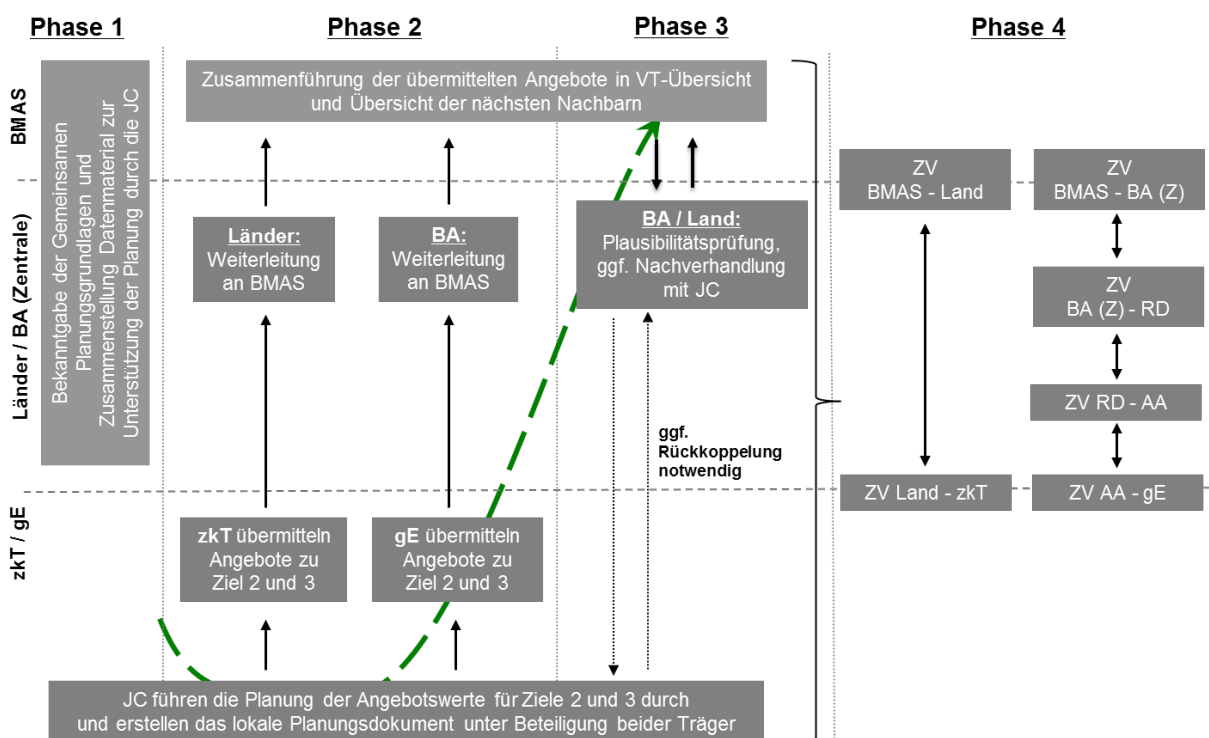 Phase 1
Phase 2
Phase 3
Phase 4
BMAS
Länder / BA (Zentrale)
zkT / gE
Bekanntgabe der Gemeinsamen
Planungsgrundlagen und
Zusammenstellung Datenmaterial zur
Unterstützung der Planung durch die JC
Zusammenführung der übermittelten Angebote in VT-Übersicht
und Übersicht der nächsten Nachbarn
Länder:
Weiterleitung
an BMAS
BA:
Weiterleitung
an BMAS
BA / Land:
Plausibilitätsprüfung,
ggf. Nachverhandlung
mit JC
ggf.
Rückkoppelung
notwendig
zkT übermitteln
Angebote zu
Ziel 2 und 3
gE übermitteln
Angebote zu
Ziel 2 und 3
JC führen die Planung der Angebotswerte für Ziele 2 und 3 durch
und erstellen das lokale Planungsdokument unter Beteiligung beider Träger
ZV
BMAS - Land
ZV
BMAS - BA (Z)
ZV
BA (Z) - RD
ZV RD - AA
ZV Land - zkT
ZV AA - gE